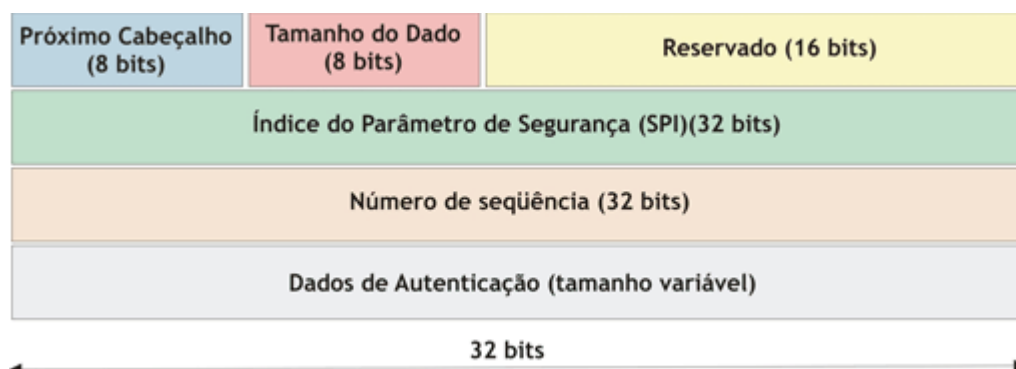 Próximo Cabeçalho
(8 bits)
Tamanho do Dado
(8 bits)
Reservado (16 bits)
Índice do Parâmetro de Segurança (SPI)(32 bits)
Número de seqüência (32 bits)
Dados de Autenticação (tamanho variável)
32 bits